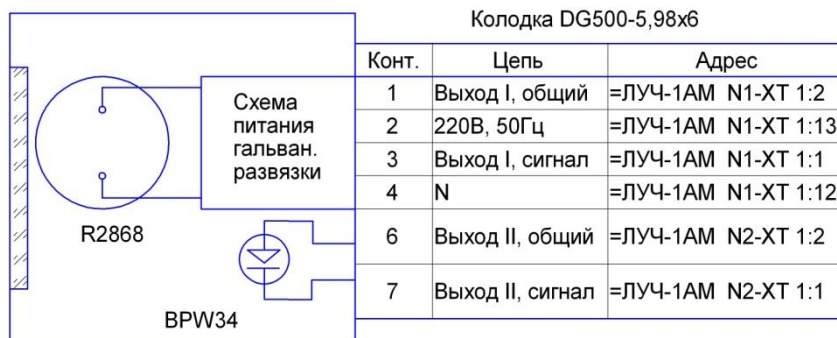 Колодка DG500-5,98x6
Конт. Цепь Адрес
1 Выход I, общий =ЛУЧ-1АМ N1-XT 1:2
2 220В, 50Гц =ЛУЧ-1АМ N1-XT 1:13
3 Выход I, сигнал =ЛУЧ-1АМ N1-XT 1:1
4 N =ЛУЧ-1АМ N1-XT 1:12
6 Выход II, общий =ЛУЧ-1АМ N2-XT 1:2
7 Выход II, сигнал =ЛУЧ-1АМ N2-XT 1:1
Схема
питания
гальван.
развязки
R2868
BPW34